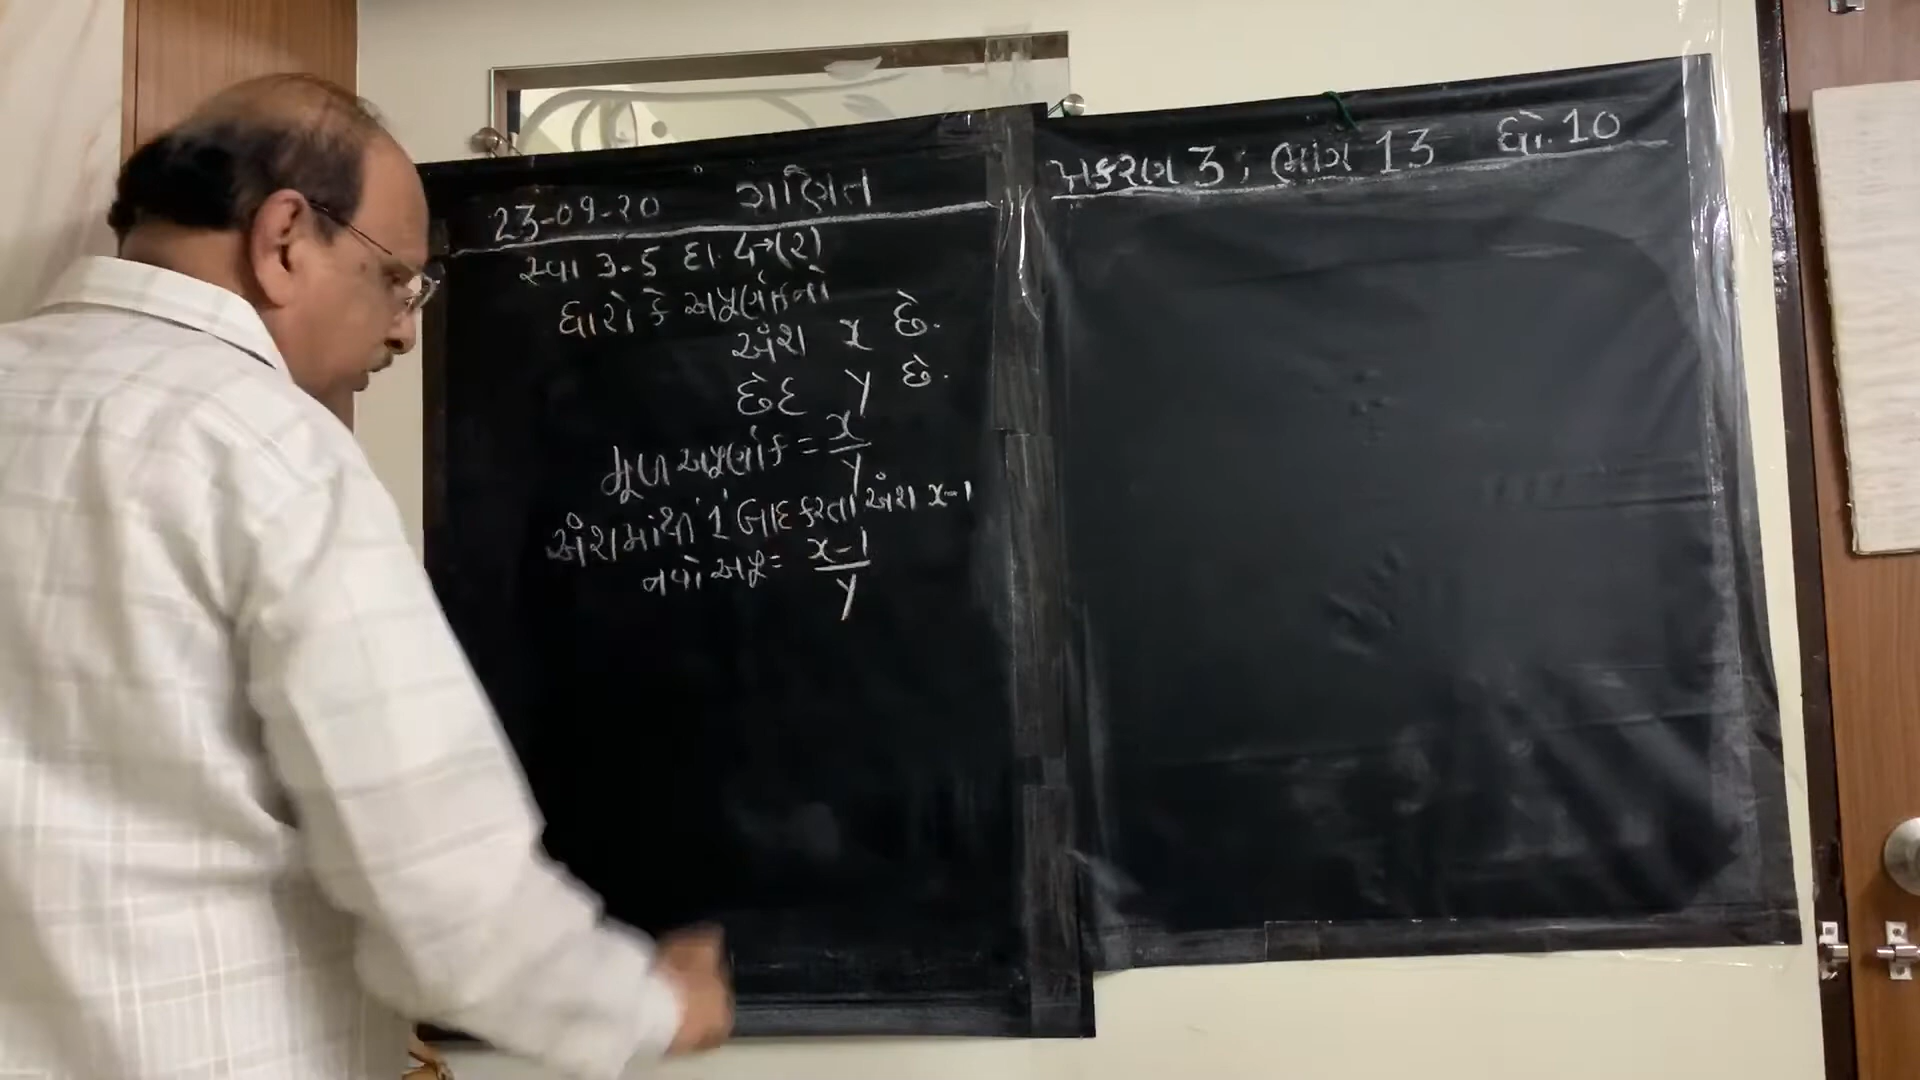 23-09-20 ગણિત
સ્વા 3.5 દા. 4→(૨)
ધારો કે અપૂર્ણાંકનો
અંશ x છે.
છેદ y છે.
મૂળ અપૂર્ણાંક = x/y
અંશમાંથી 1 બાદ કરતા અંશ x-1
નવો અપૂ = x-1/y
પ્રકરણ 3; ભાગ 13 ધો. 10